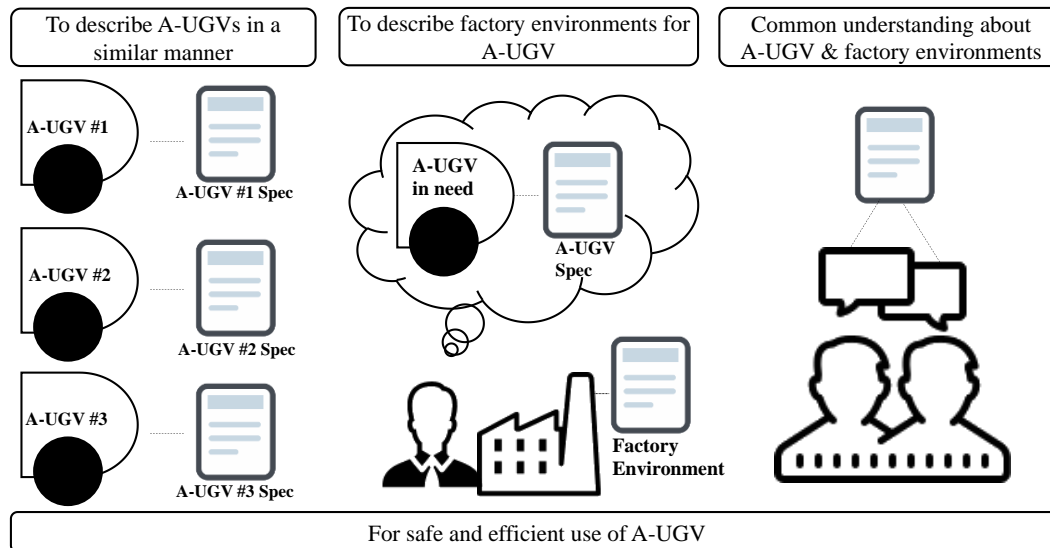 To describe A-UGVs in a
similar manner
To describe factory environments for
A-UGV
Common understanding about
A-UGV & factory environments
A-UGV #1
A-UGV #1 Spec
A-UGV #2
A-UGV #2 Spec
A-UGV #3
A-UGV #3 Spec
A-UGV
in need
A-UGV
Spec
Factory
Environment
For safe and efficient use of A-UGV